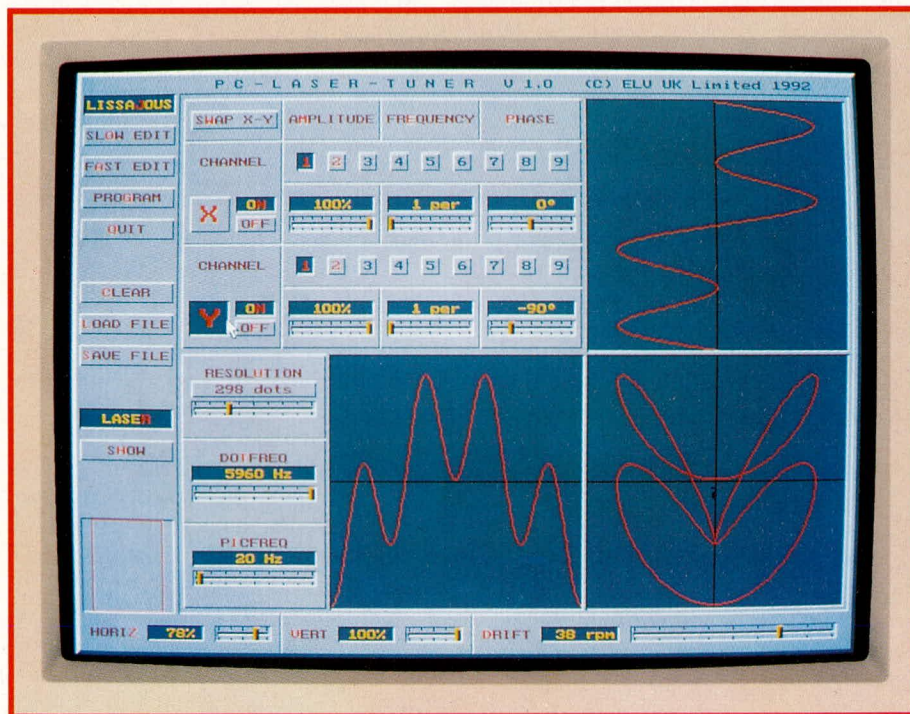 PC-LASER-TUNER V 1.0 (C) ELV UK Limited 1992
LISSAJOUS
SLOW EDIT
FAST EDIT
PROGRAM
QUIT
CLEAR
LOAD FILE
SAVE FILE
LASER
SHOW
SWAP X-Y AMPLITUDE FREQUENCY PHASE
CHANNEL 1 2 3 4 5 6 7 8 9
X ON OFF 100% 1 per 0°
CHANNEL 1 2 3 4 5 6 7 8 9
Y ON OFF 100% 1 per -90°
RESOLUTION
298 dots
DOTFREQ
5960 Hz
PICFREQ
20 Hz
HORIZ 78% VERT 100% DRIFT 38 rpm